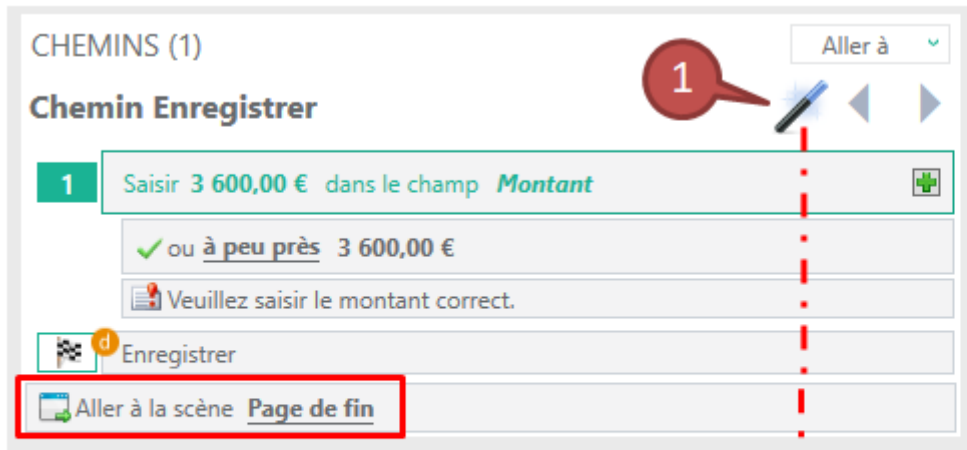 CHEMINS (1)
Aller à
1
Chemin Enregistrer
1 Saisir 3 600,00 € dans le champ Montant
ou à peu près 3 600,00 €
Veuillez saisir le montant correct.
d Enregistrer
Aller à la scène Page de fin